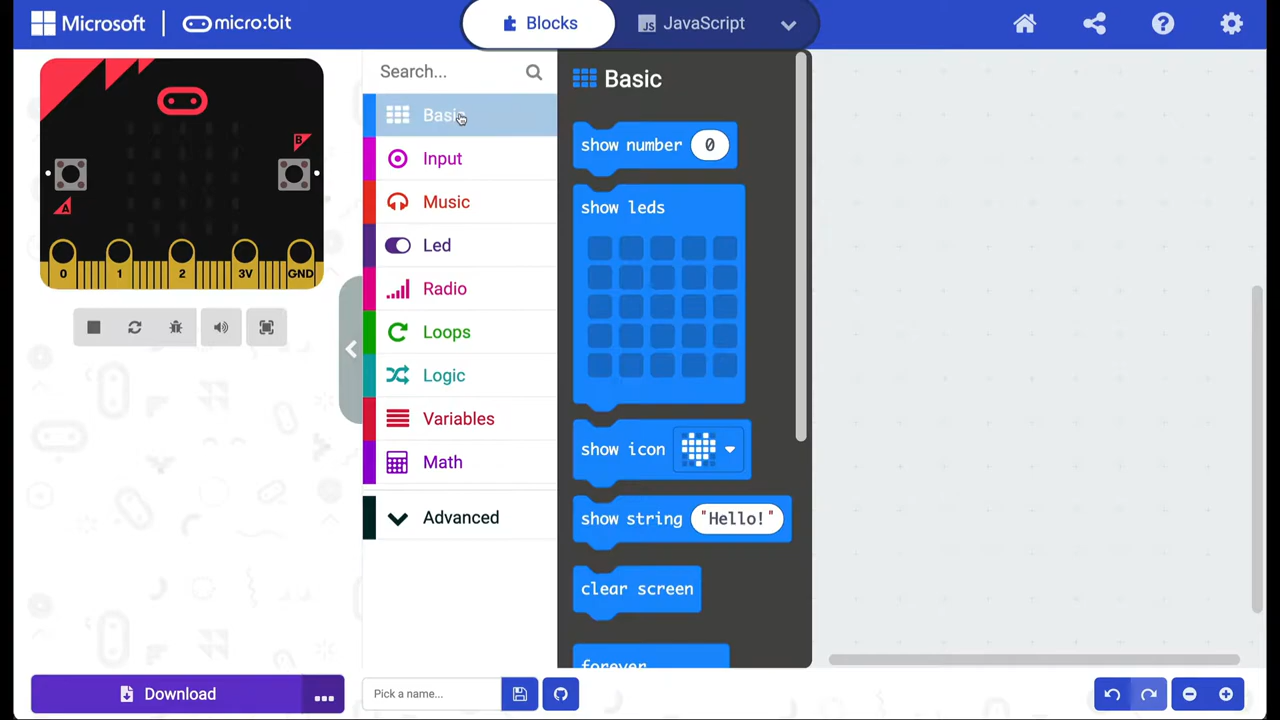 Microsoft
micro:bit
Blocks
JS JavaScript
B
A
0 1 2 3V GND
Search...
Basic
Input
Music
Led
Radio
Loops
Logic
Variables
Math
Advanced
Basic
show number 0
show leds
show icon
show string "Hello!"
clear screen
forever
Download ...
Pick a name...